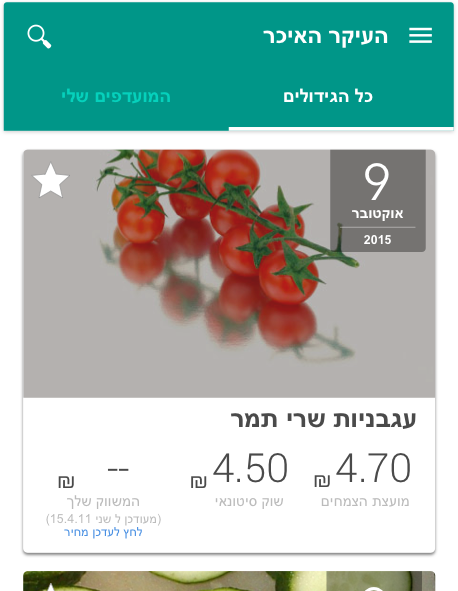 העיקר האיכר
כל הגידולים
המועדפים שלי
9
אוקטובר
2015
עגבניות שרי תמר
4.70 ₪
מועצת הצמחים
4.50 ₪
שוק סיטונאי
-- ₪
המשווק שלך
(מעודכן ל שני 15.4.11)
לחץ לעדכן מחיר